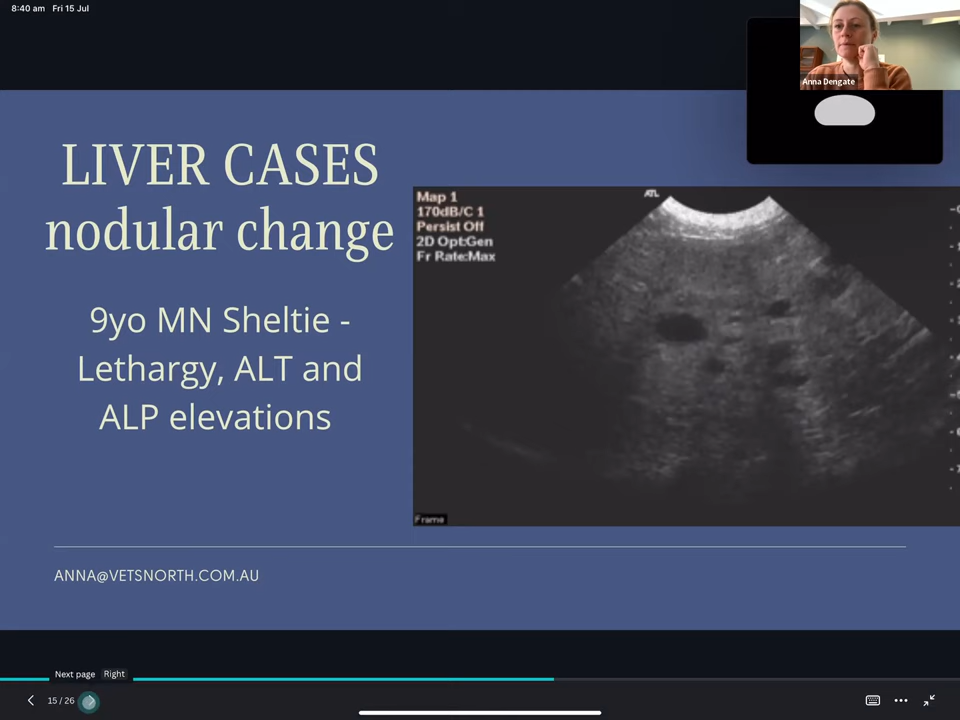 8:40 am Fri 15 Jul
Anna Dengate
LIVER CASES
nodular change
9yo MN Sheltie -
Lethargy, ALT and
ALP elevations
Map 1
170dB/C 1
Persist Off
2D Opt:Gen
Fr Rate:Max
ATL
Frame
ANNA@VETSNORTH.COM.AU
Next page Right
15 / 26